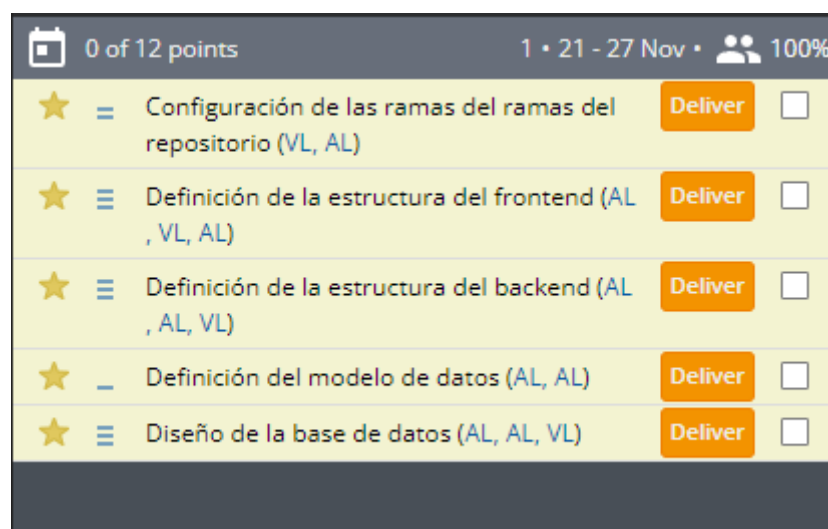 0 of 12 points 1 • 21 - 27 Nov • 100%
Configuración de las ramas del ramas del Deliver
repositorio (VL, AL)
Definición de la estructura del frontend (AL Deliver
, VL, AL)
Definición de la estructura del backend (AL Deliver
, AL, VL)
Definición del modelo de datos (AL, AL) Deliver
Diseño de la base de datos (AL, AL, VL) Deliver